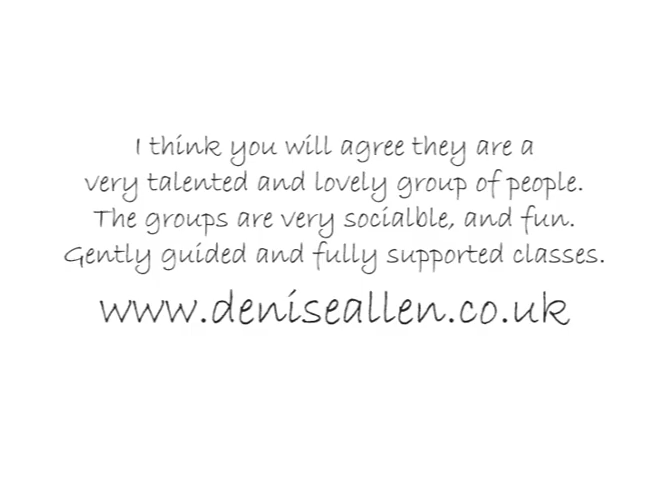 I think you will agree they are a
very talented and lovely group of people.
The groups are very socialble, and fun.
Gently guided and fully supported classes.
www.deniseallen.co.uk